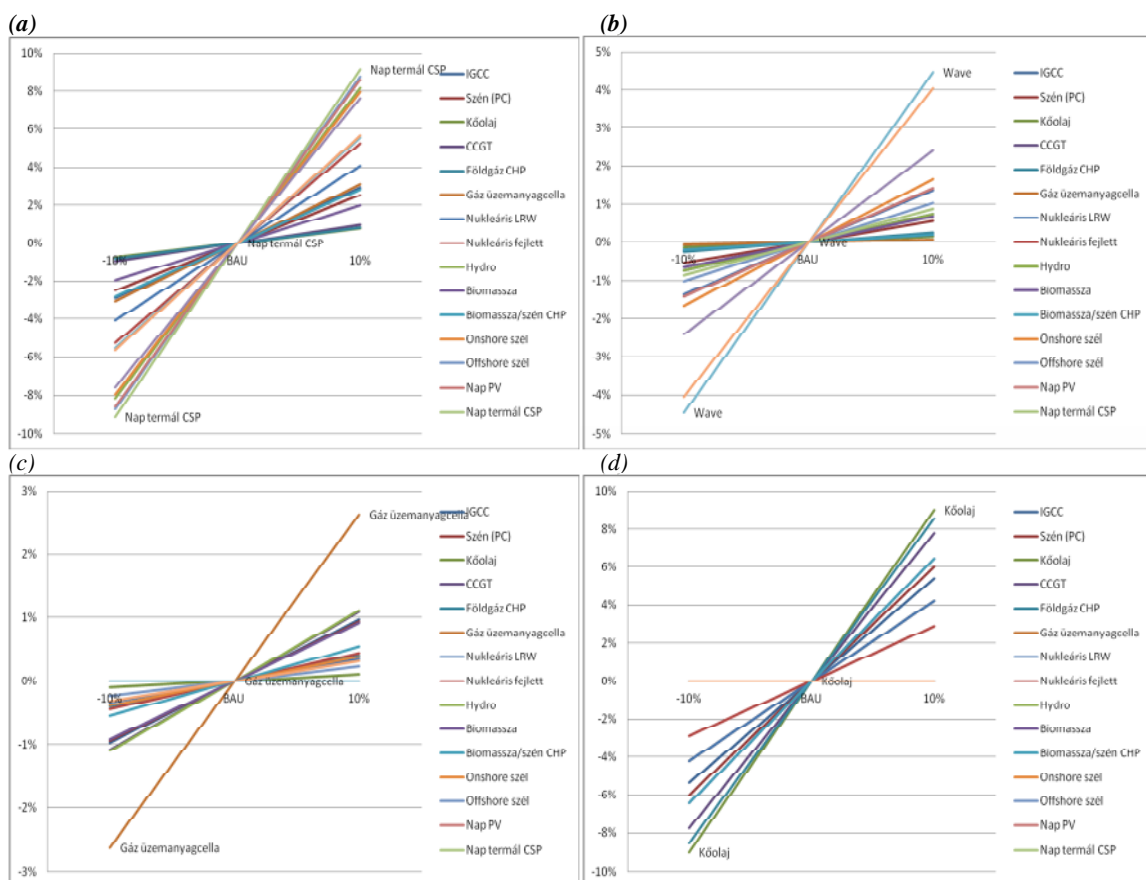 (a)
10%
8%
6%
4%
2%
0%
-2%
-4%
-6%
-8%
-10%
Nap termál CSP
Nap termál CSP
-10%
BAU
10%
Nap termál CSP
IGCC
Szén (PC)
Kőolaj
CCGT
Földgáz CHP
Gáz üzemanyagcella
Nukleáris LRW
Nukleáris fejlett
Hydro
Biomassza
Biomassza/szén CHP
Onshore szél
Offshore szél
Nap PV
Nap termál CSP
(b)
5%
4%
3%
2%
1%
0%
-1%
-2%
-3%
-4%
-5%
Wave
Wave
-10%
BAU
10%
Wave
IGCC
Szén (PC)
Kőolaj
CCGT
Földgáz CHP
Gáz üzemanyagcella
Nukleáris LRW
Nukleáris fejlett
Hydro
Biomassza
Biomassza/szén CHP
Onshore szél
Offshore szél
Nap PV
Nap termál CSP
(c)
3%
2%
1%
0%
-1%
-2%
-3%
Gáz üzemanyagcella
Gáz üzemanyagcella
-10%
BAU
10%
Gáz üzemanyagcella
IGCC
Szén (PC)
Kőolaj
CCGT
Földgáz CHP
Gáz üzemanyagcella
Nukleáris LRW
Nukleáris fejlett
Hydro
Biomassza
Biomassza/szén CHP
Onshore szél
Offshore szél
Nap PV
Nap termál CSP
(d)
10%
8%
6%
4%
2%
0%
-2%
-4%
-6%
-8%
-10%
Kőolaj
Kőolaj
-10%
BAU
10%
Kőolaj
IGCC
Szén (PC)
Kőolaj
CCGT
Földgáz CHP
Gáz üzemanyagcella
Nukleáris LRW
Nukleáris fejlett
Hydro
Biomassza
Biomassza/szén CHP
Onshore szél
Offshore szél
Nap PV
Nap termál CSP